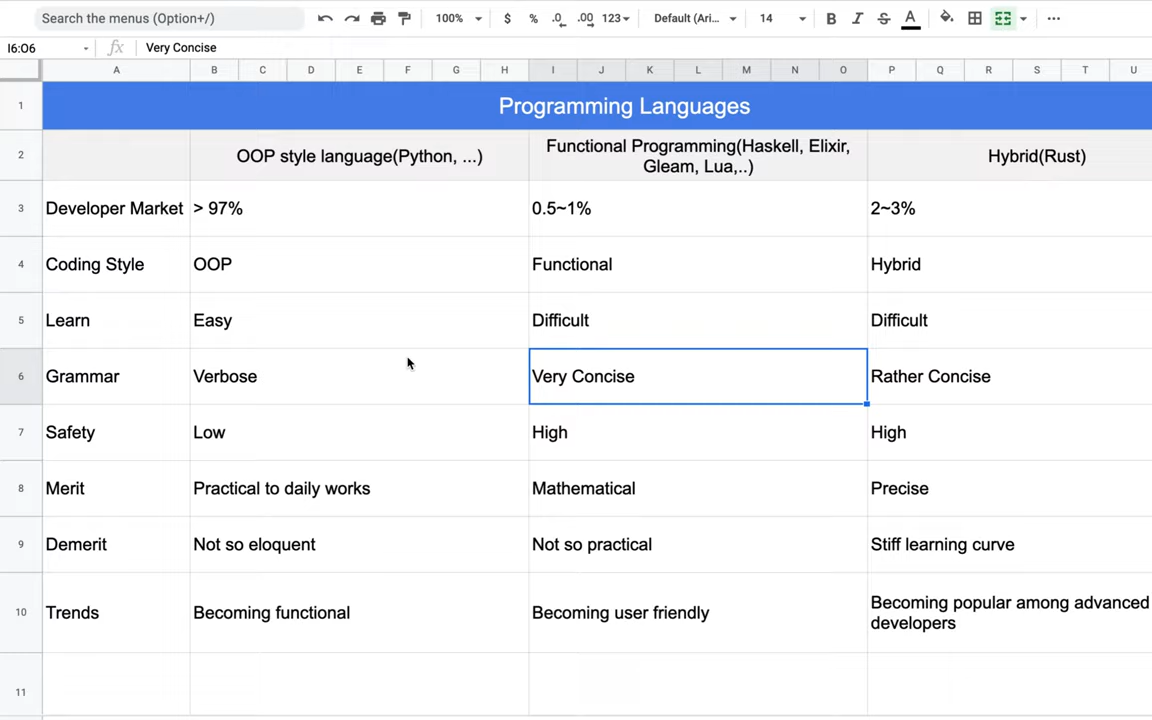 Search the menus (Option+/)
100%
$
%
.0
.00
123
Default (Ari...
14
B
I
S
A
I6:06
fx
Very Concise
A B C D E F G H I J K L M N O P Q R S T U
1
Programming Languages
2
OOP style language(Python, ...)
Functional Programming(Haskell, Elixir,
Gleam, Lua,..)
Hybrid(Rust)
3
Developer Market
> 97%
0.5~1%
2~3%
4
Coding Style
OOP
Functional
Hybrid
5
Learn
Easy
Difficult
Difficult
6
Grammar
Verbose
Very Concise
Rather Concise
7
Safety
Low
High
High
8
Merit
Practical to daily works
Mathematical
Precise
9
Demerit
Not so eloquent
Not so practical
Stiff learning curve
10
Trends
Becoming functional
Becoming user friendly
Becoming popular among advanced
developers
11